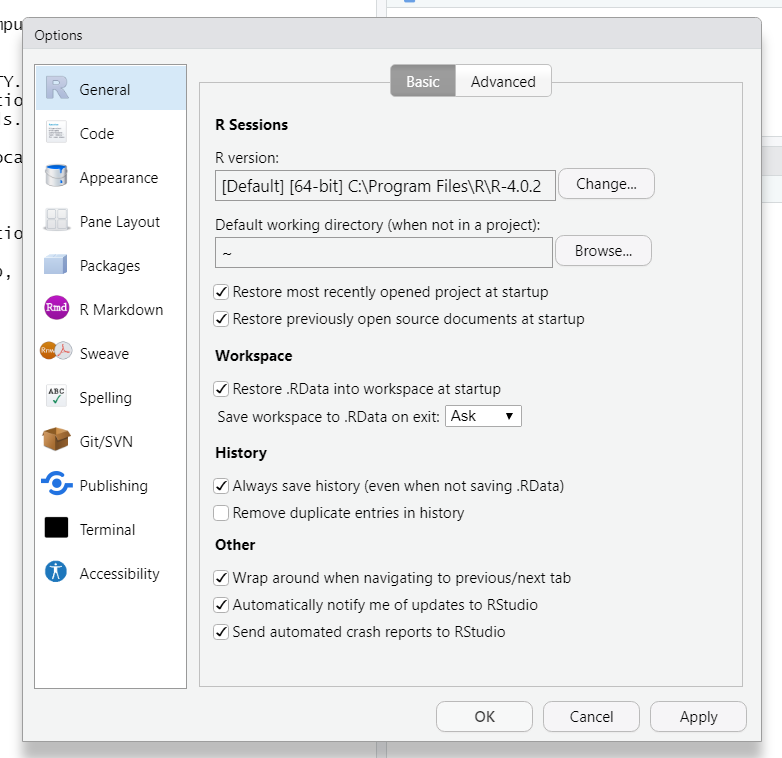 mpu
Options
TY.
tio
s.
oca
tio
General
Code
Appearance
Pane Layout
Packages
Rmd
R Markdown
Sweave
ABC
Spelling
Git/SVN
Publishing
Terminal
Accessibility
Basic
Advanced
R Sessions
R version:
[Default] [64-bit] C:\Program Files\R\R-4.0.2
Change...
Default working directory (when not in a project):
~
Browse...
Restore most recently opened project at startup
Restore previously open source documents at startup
Workspace
Restore .RData into workspace at startup
Save workspace to .RData on exit: Ask
History
Always save history (even when not saving .RData)
Remove duplicate entries in history
Other
Wrap around when navigating to previous/next tab
Automatically notify me of updates to RStudio
Send automated crash reports to RStudio
OK
Cancel
Apply